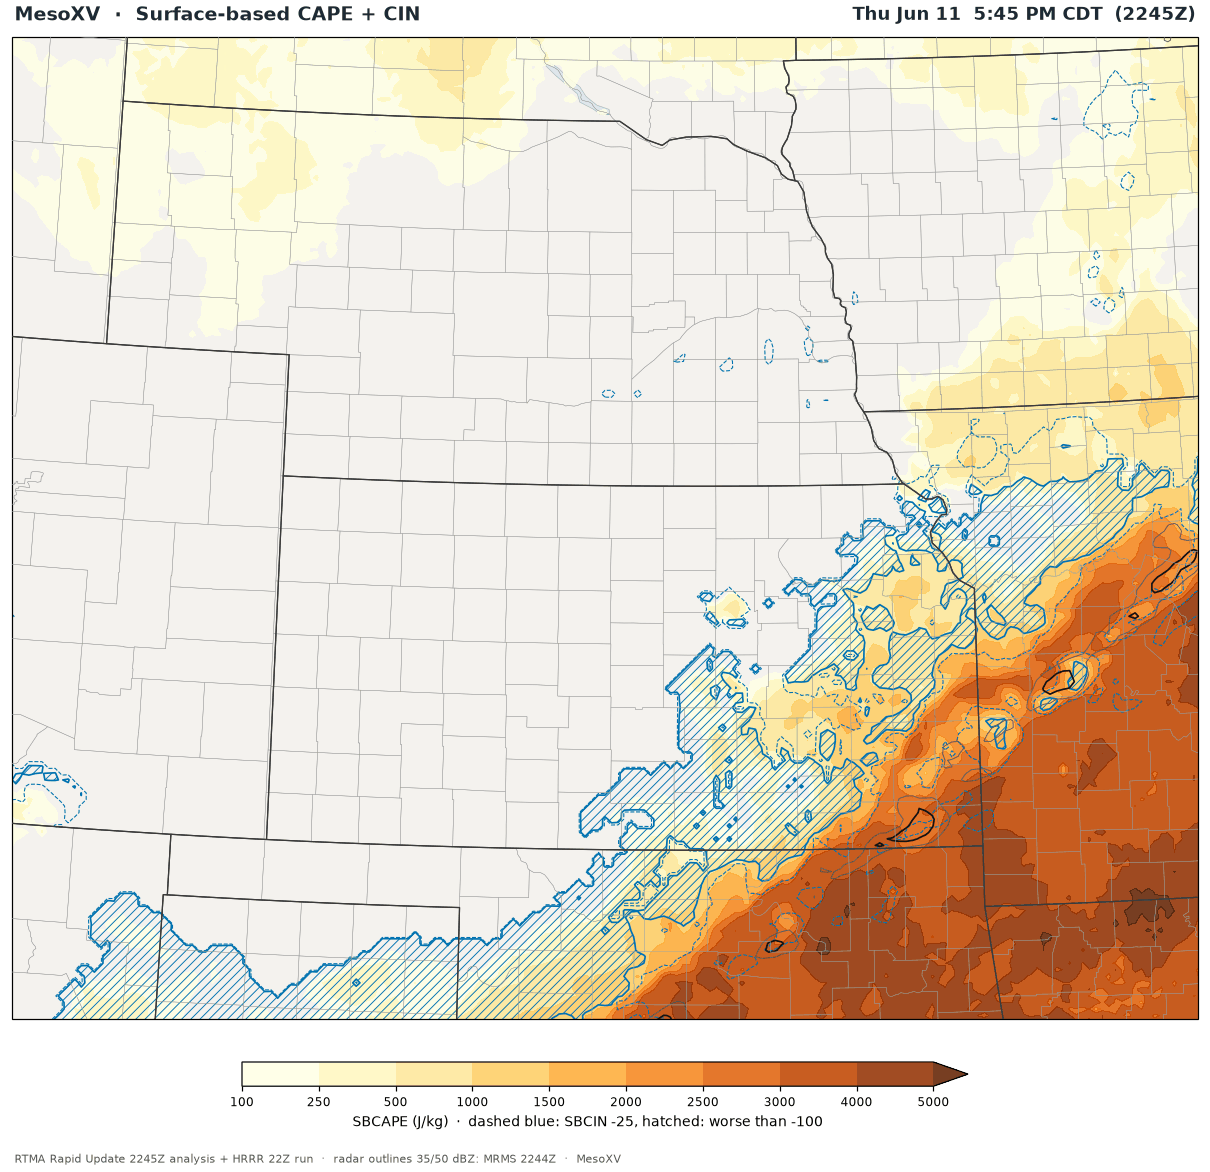 MesoXV · Surface-based CAPE + CIN
Thu Jun 11 5:45 PM CDT (2245Z)
100 250 500 1000 1500 2000 2500 3000 4000 5000
SBCAPE (J/kg) · dashed blue: SBCIN -25, hatched: worse than -100
RTMA Rapid Update 2245Z analysis + HRRR 22Z run · radar outlines 35/50 dBZ: MRMS 2244Z · MesoXV